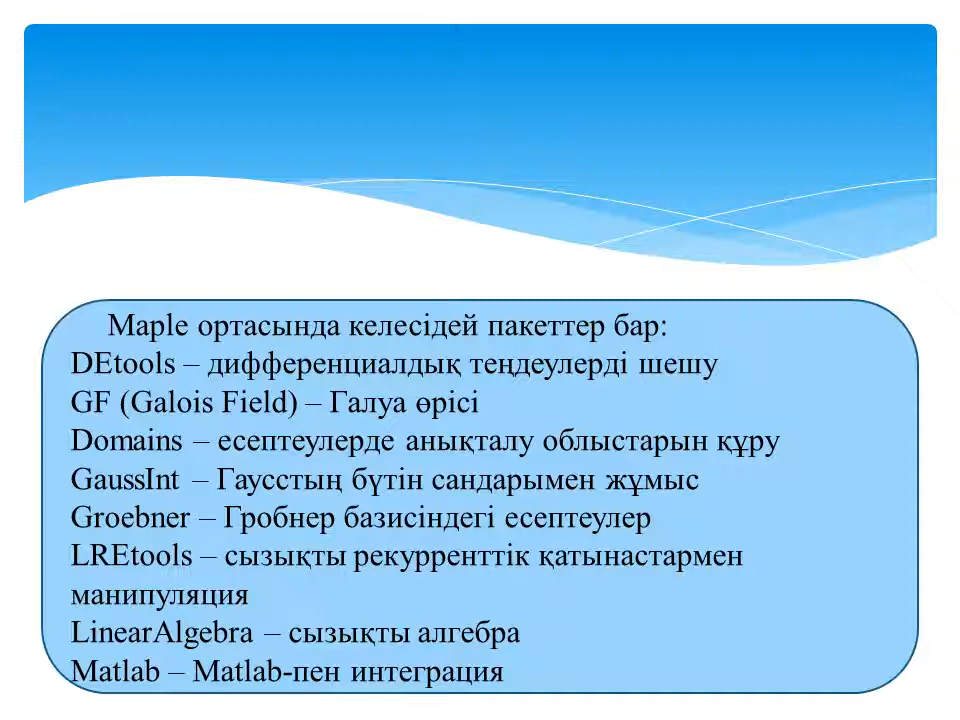 Maple ортасында келесідей пакеттер бар:
DEtools – дифференциалдық теңдеулерді шешу
GF (Galois Field) – Галуа өрісі
Domains – есептеулерде анықталу облыстарын құру
GaussInt – Гаусстың бүтін сандарымен жұмыс
Groebner – Гробнер базисіндегі есептеулер
LREtools – сызықты рекурренттік қатынастармен
манипуляция
LinearAlgebra – сызықты алгебра
Matlab – Matlab-пен интеграция